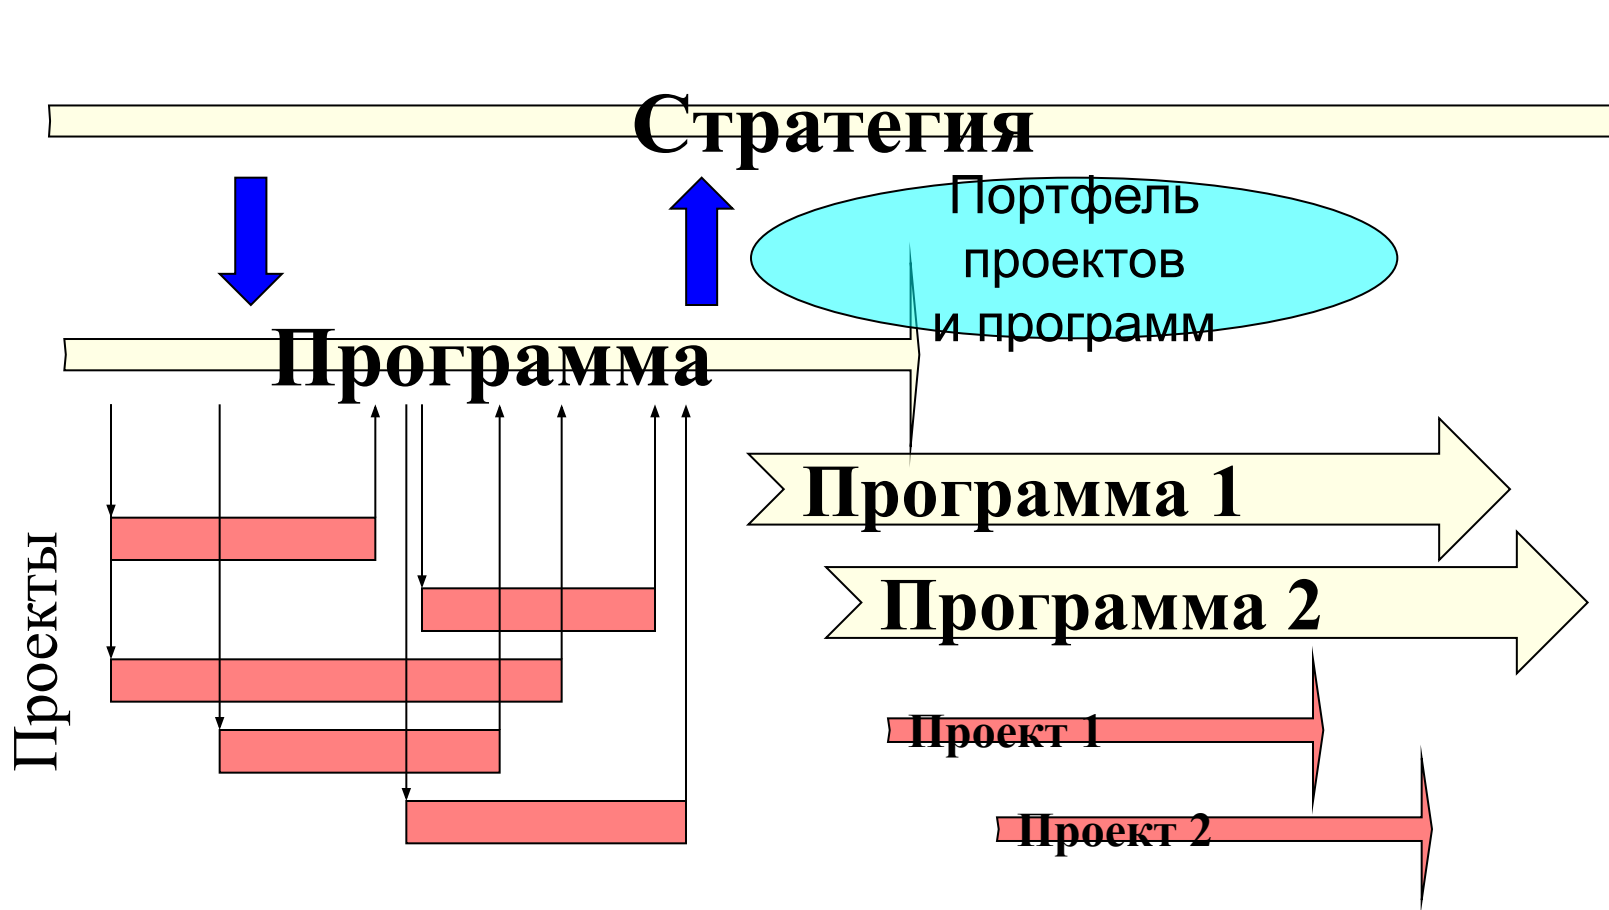 Стратегия
Портфель
проектов
и программ
Программа
Программа 1
Программа 2
Проекты
Проект 1
Проект 2